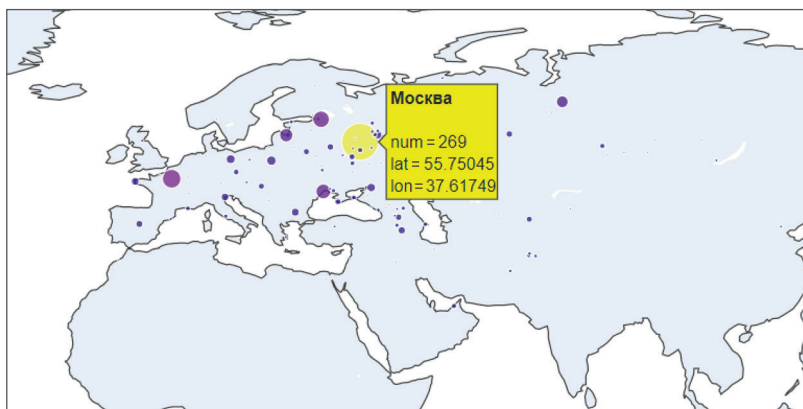 Москва
num = 269
lat = 55.75045
lon = 37.61749